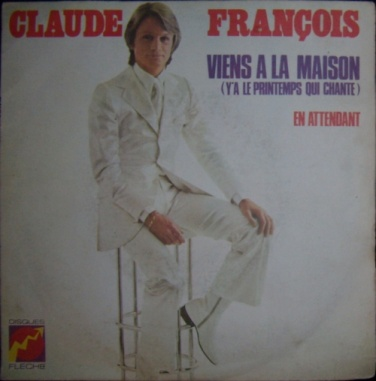 CLAUDE FRANÇOIS
VIENS A LA MAISON
(Y'A LE PRINTEMPS QUI CHANTE)
EN ATTENDANT
DISQUES
FLECHE